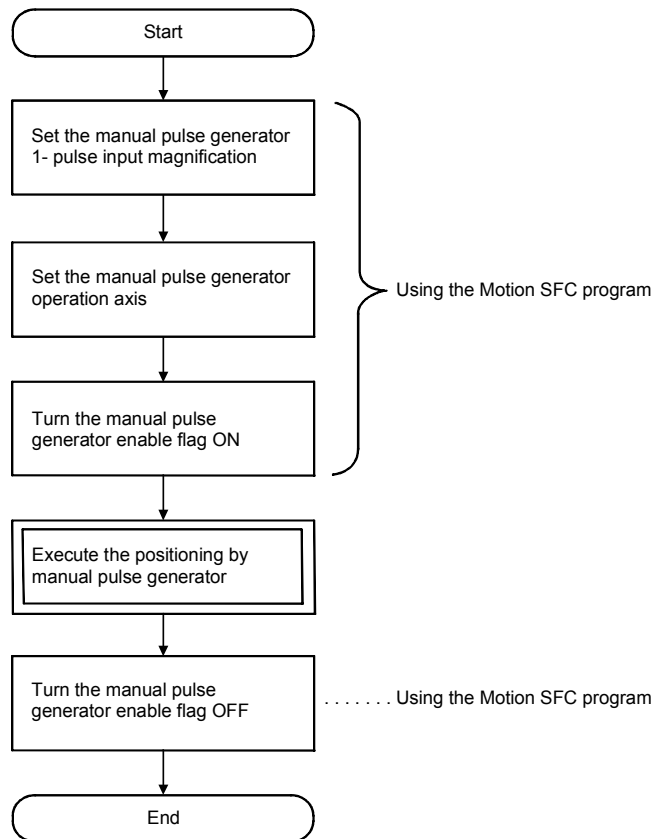 Start
Set the manual pulse generator
1- pulse input magnification
Set the manual pulse generator
operation axis
Using the Motion SFC program
Turn the manual pulse
generator enable flag ON
Execute the positioning by
manual pulse generator
Turn the manual pulse
generator enable flag OFF
. . . . . . . Using the Motion SFC program
End